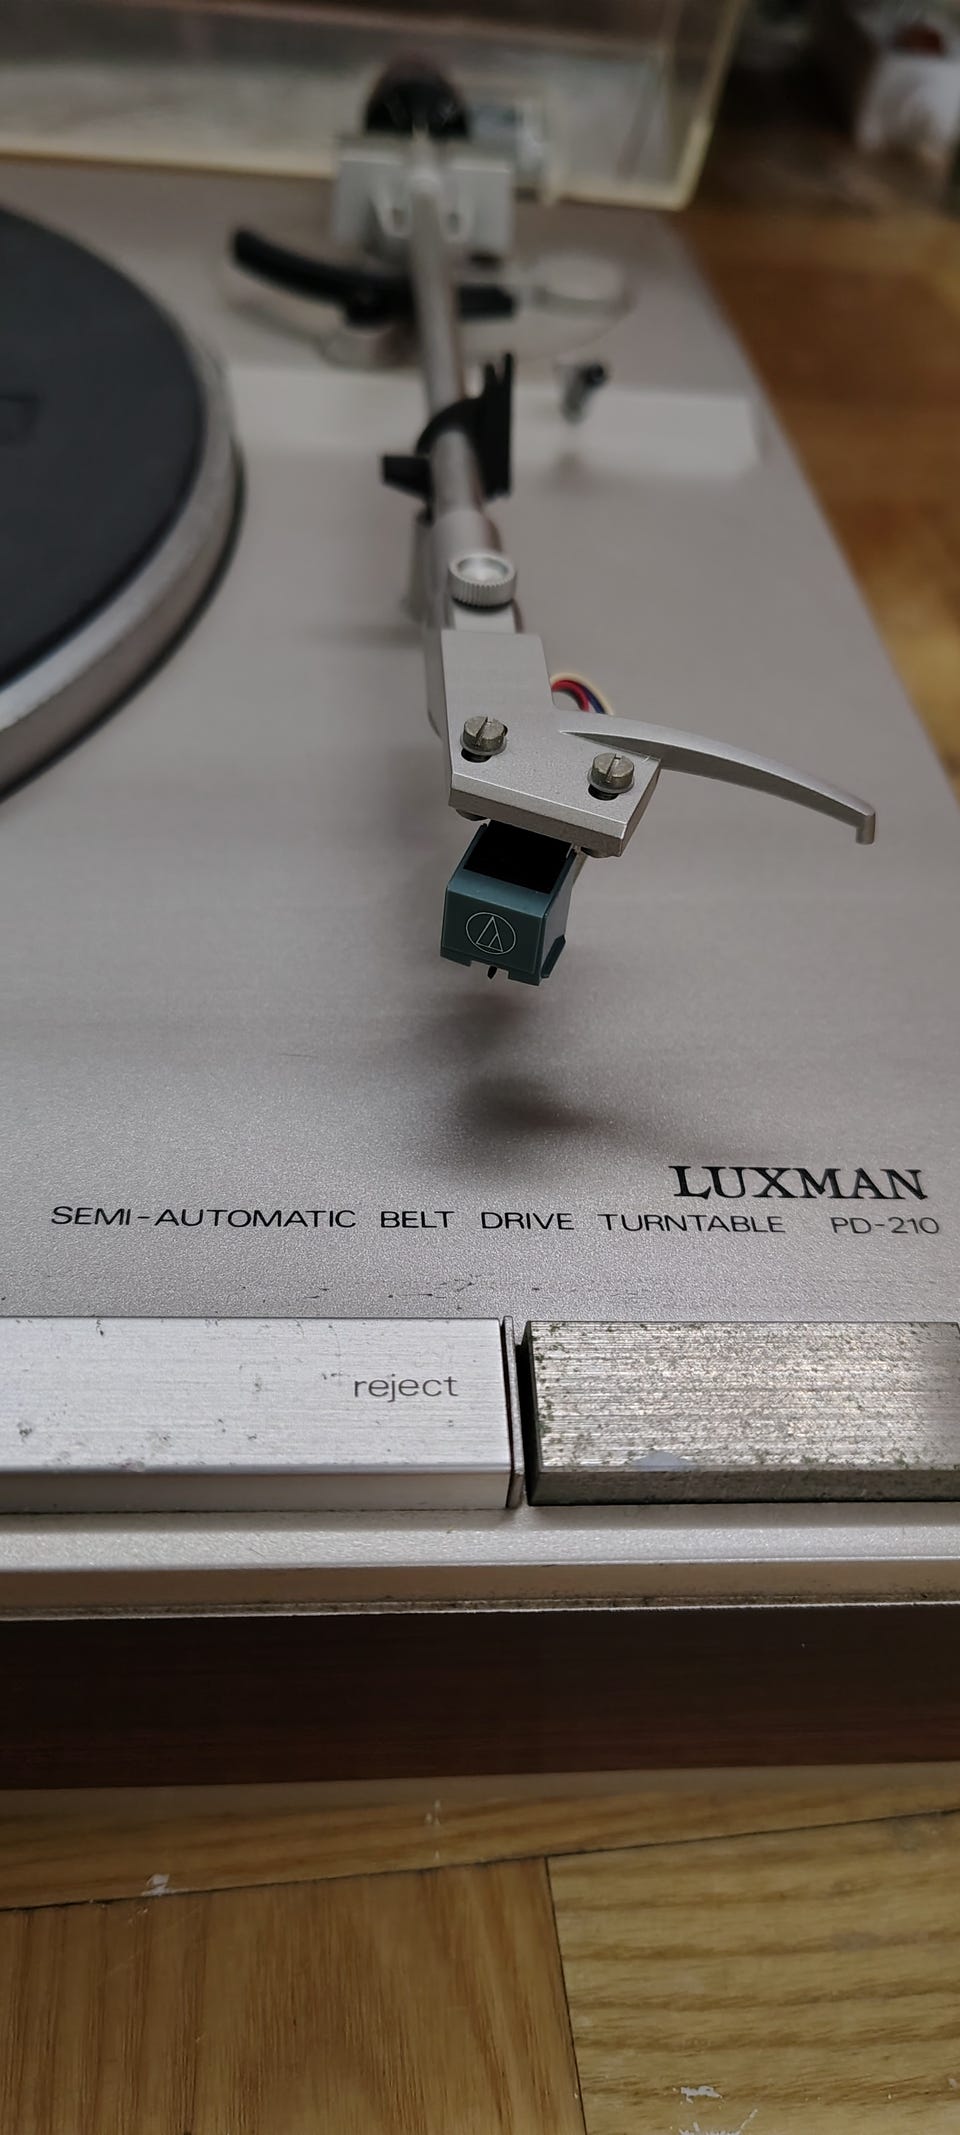 LUXMAN
SEMI-AUTOMATIC BELT DRIVE TURNTABLE PD-210
reject